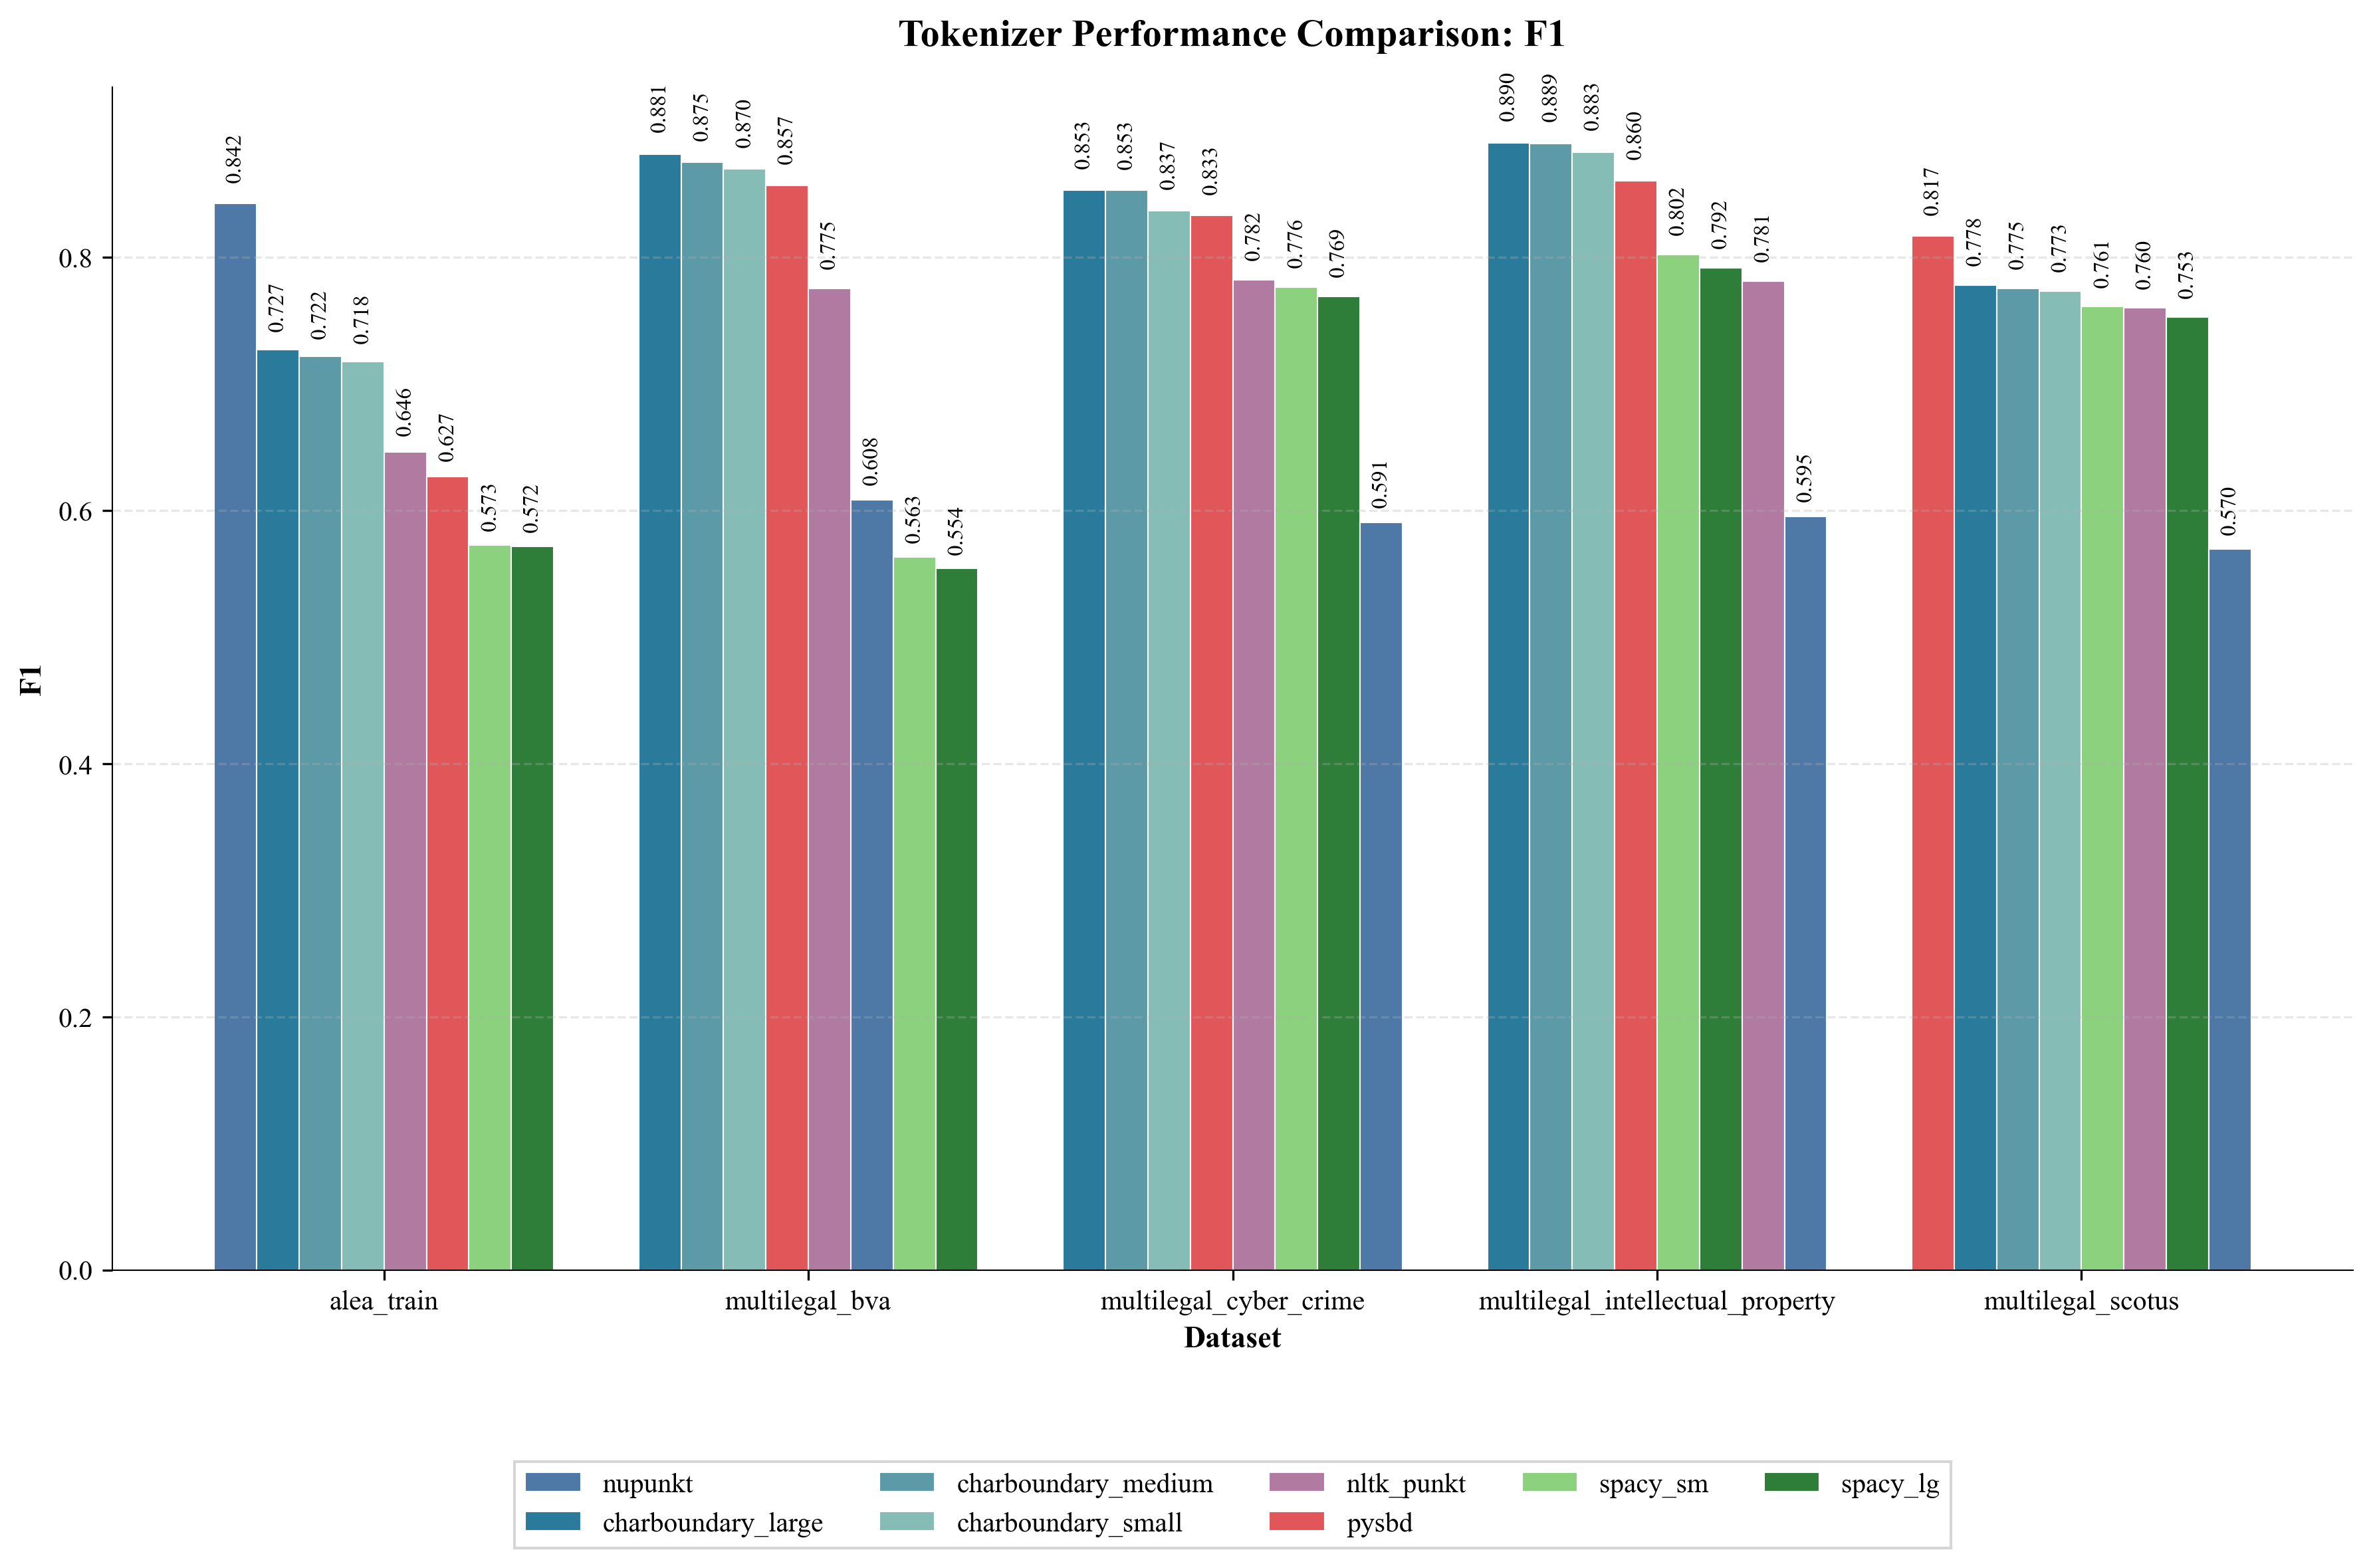 Tokenizer Performance Comparison: F1
F1
0.8
0.6
0.4
0.2
0.0
0.842
0.727
0.722
0.718
0.646
0.627
0.573
0.572
0.881
0.875
0.870
0.857
0.775
0.608
0.563
0.554
0.853
0.853
0.837
0.833
0.782
0.776
0.769
0.591
0.890
0.889
0.883
0.860
0.802
0.792
0.781
0.595
0.817
0.778
0.775
0.773
0.761
0.760
0.753
0.570
alea_train
multilegal_bva
multilegal_cyber_crime
multilegal_intellectual_property
multilegal_scotus
Dataset
nupunkt
charboundary_large
charboundary_medium
charboundary_small
nltk_punkt
pysbd
spacy_sm
spacy_lg